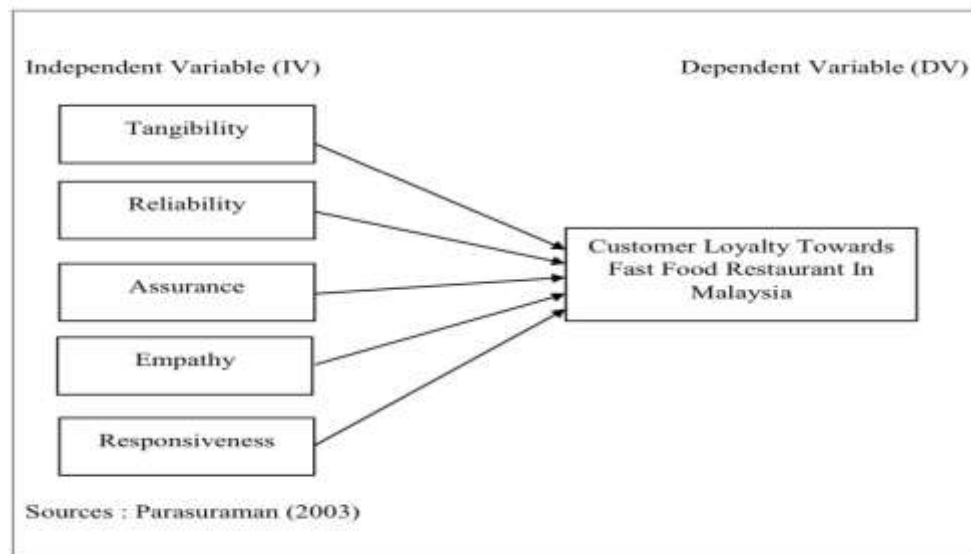 Independent Variable (IV)
Dependent Variable (DV)
Tangibility
Reliability
Assurance
Empathy
Responsiveness
Customer Loyalty Towards
Fast Food Restaurant In
Malaysia
Sources : Parasuraman (2003)